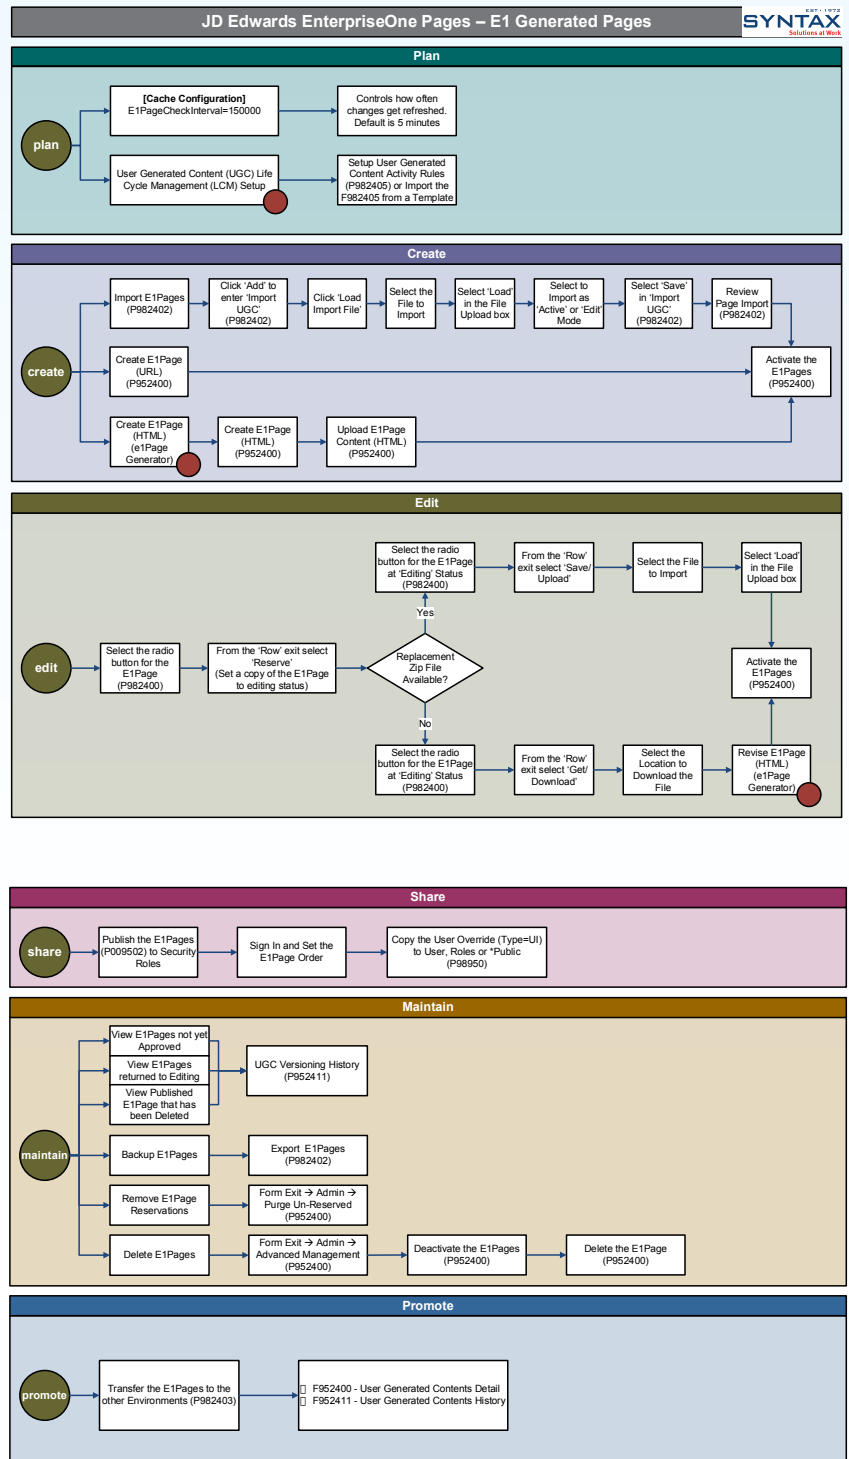 JD Edwards EnterpriseOne Pages – E1 Generated Pages
EST · 1972
SYNTAX
Solutions at Work
Plan
plan
[Cache Configuration]
E1PageCheckInterval=150000
Controls how often
changes get refreshed.
Default is 5 minutes
User Generated Content (UGC) Life
Cycle Management (LCM) Setup
Setup User Generated
Content Activity Rules
(P982405) or Import the
F982405 from a Template
Create
create
Import E1Pages
(P982402)
Click ‘Add’ to
enter ‘Import
UGC’
(P982402)
Click ‘Load
Import File’
Select the
File to
Import
Select ‘Load’
in the File
Upload box
Select to
Import as
‘Active’ or ‘Edit’
Mode
Select ‘Save’
in ‘Import
UGC’
(P982402)
Review
Page Import
(P982402)
Create E1Page
(URL)
(P952400)
Activate the
E1Pages
(P952400)
Create E1Page
(HTML)
(e1Page
Generator)
Create E1Page
(HTML)
(P952400)
Upload E1Page
Content (HTML)
(P952400)
Edit
edit
Select the radio
button for the
E1Page
(P982400)
From the ‘Row’ exit select
‘Reserve’
(Set a copy of the E1Page
to editing status)
Replacement
Zip File
Available?
Yes
Select the radio
button for the E1Page
at ‘Editing’ Status
(P982400)
From the ‘Row’
exit select ‘Save/
Upload’
Select the File
to Import
Select ‘Load’
in the File
Upload box
Activate the
E1Pages
(P952400)
No
Select the radio
button for the E1Page
at ‘Editing’ Status
(P982400)
From the ‘Row’
exit select ‘Get/
Download’
Select the
Location to
Download the
File
Revise E1Page
(HTML)
(e1Page
Generator)
Share
share
Publish the E1Pages
(P009502) to Security
Roles
Sign In and Set the
E1Page Order
Copy the User Override (Type=UI)
to User, Roles or *Public
(P98950)
Maintain
maintain
View E1Pages not yet
Approved
View E1Pages
returned to Editing
View Published
E1Page that has
been Deleted
UGC Versioning History
(P952411)
Backup E1Pages
Export E1Pages
(P982402)
Remove E1Page
Reservations
Form Exit → Admin →
Purge Un-Reserved
(P952400)
Delete E1Pages
Form Exit → Admin →
Advanced Management
(P952400)
Deactivate the E1Pages
(P952400)
Delete the E1Page
(P952400)
Promote
promote
Transfer the E1Pages to the
other Environments (P982403)
F952400 - User Generated Contents Detail
F952411 - User Generated Contents History